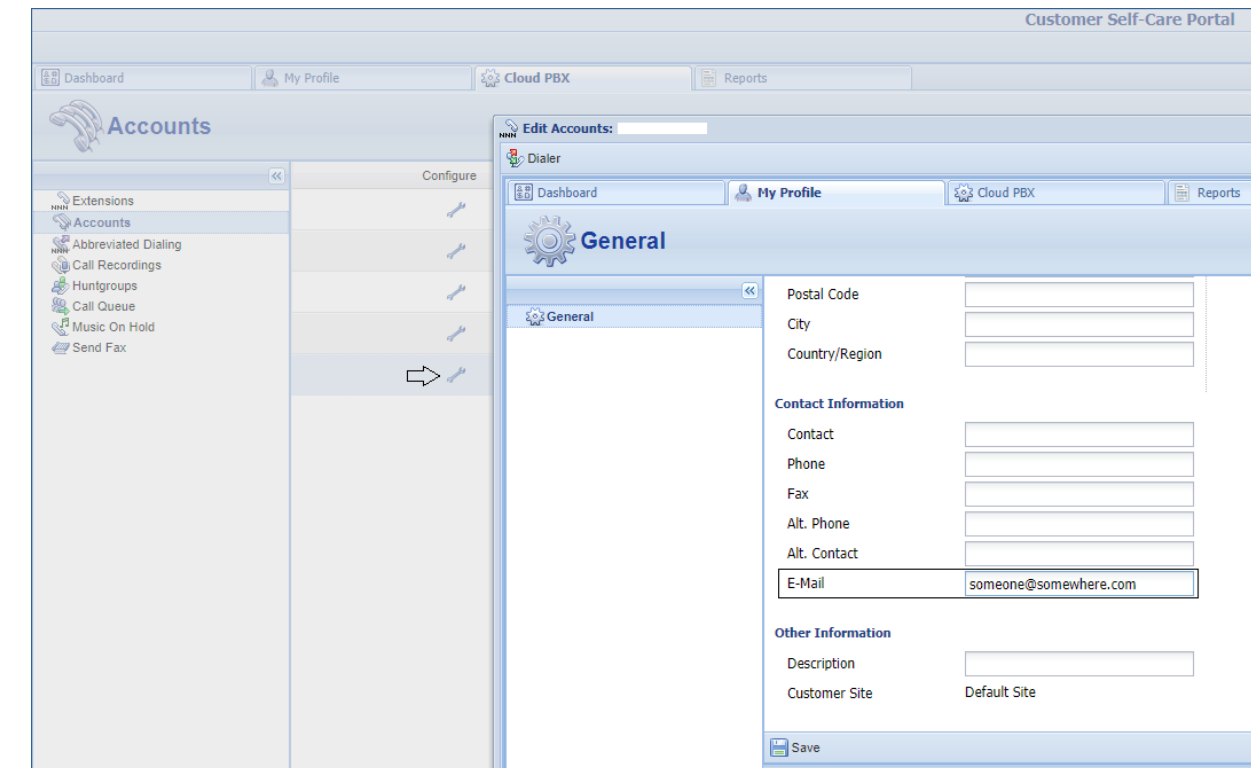 Customer Self-Care Portal
Dashboard
My Profile
Cloud PBX
Reports
Accounts
Configure
NNN Extensions
Accounts
NNN Abbreviated Dialing
Call Recordings
Huntgroups
Call Queue
Music On Hold
Send Fax
NNN Edit Accounts:
Dialer
Dashboard
My Profile
Cloud PBX
Reports
General
General
Postal Code
City
Country/Region
Contact Information
Contact
Phone
Fax
Alt. Phone
Alt. Contact
E-Mail someone@somewhere.com
Other Information
Description
Customer Site Default Site
Save